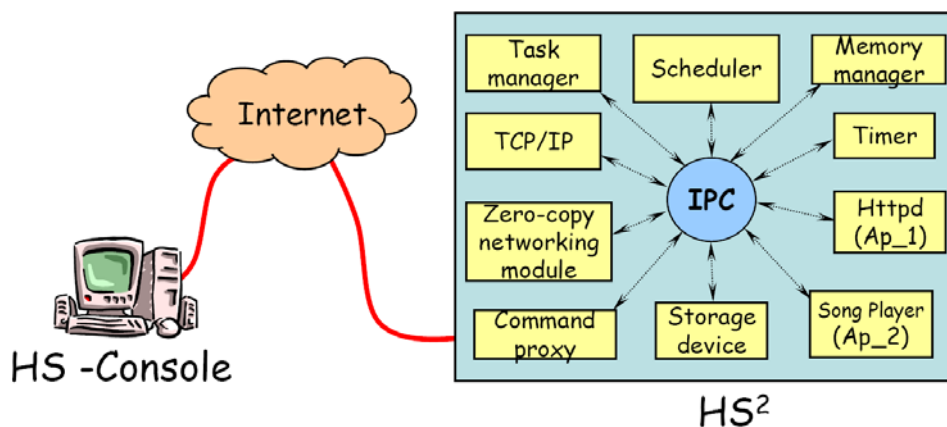 Internet
HS -Console
Task
manager
Scheduler
Memory
manager
TCP/IP
Timer
IPC
Zero-copy
networking
module
Httpd
(Ap_1)
Command
proxy
Storage
device
Song Player
(Ap_2)
HS²